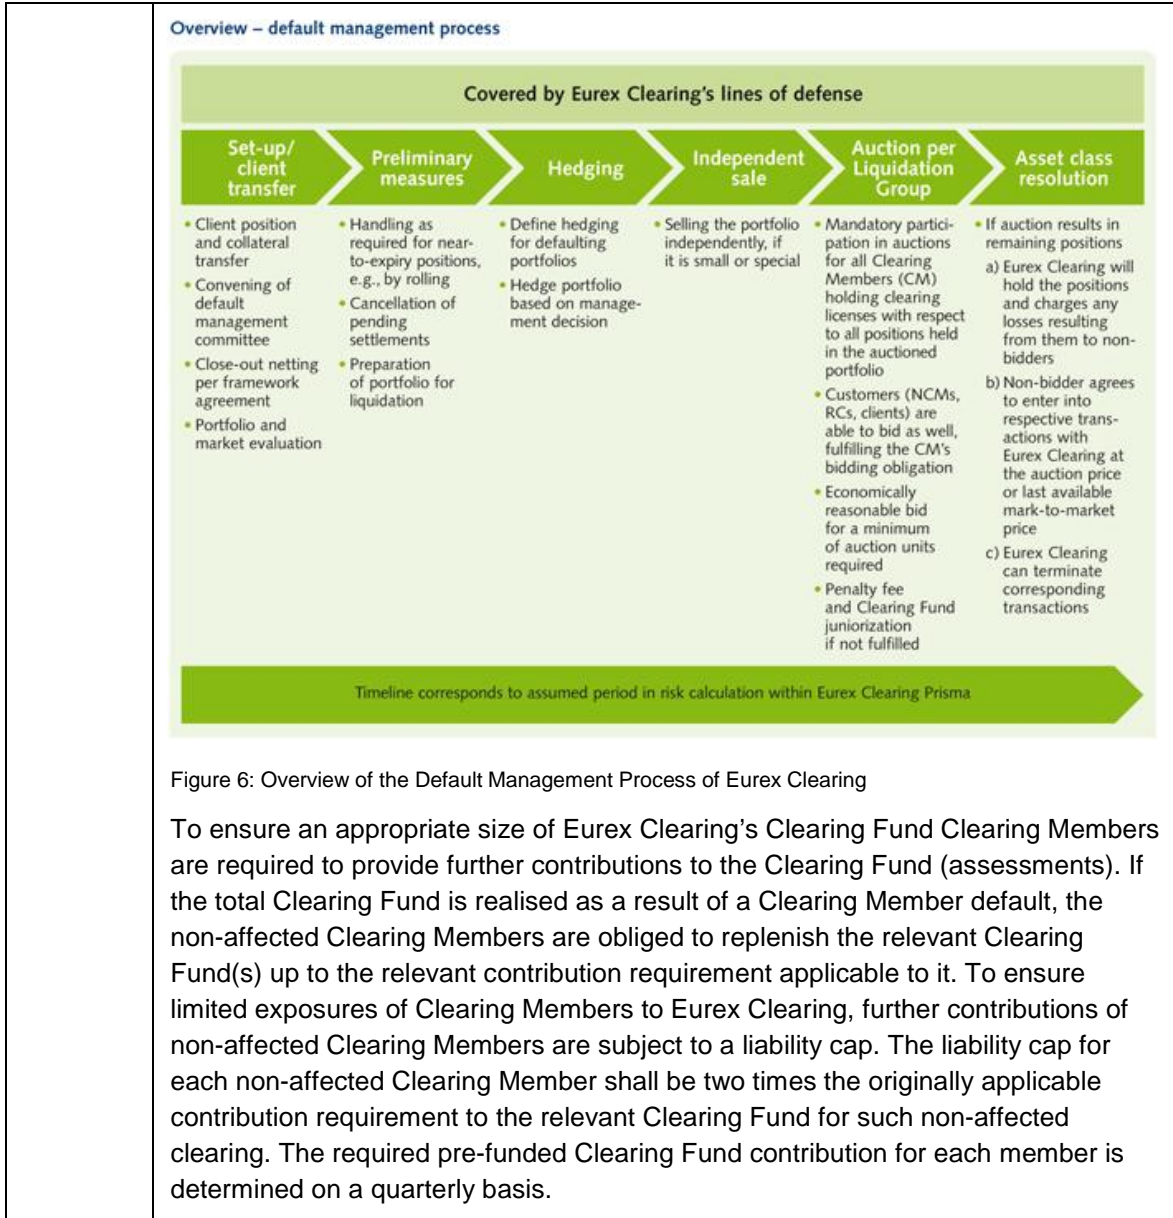 Overview – default management process
Covered by Eurex Clearing's lines of defense
Set-up/
client
transfer
Preliminary
measures
Hedging
Independent
sale
Auction per
Liquidation
Group
Asset class
resolution
• Client position
and collateral
transfer
• Convening of
default
management
committee
• Close-out netting
per framework
agreement
• Portfolio and
market evaluation
• Handling as
required for near-
to-expiry positions,
e.g., by rolling
• Cancellation of
pending
settlements
• Preparation
of portfolio for
liquidation
• Define hedging
for defaulting
portfolios
• Hedge portfolio
based on manage-
ment decision
• Selling the portfolio
independently, if
it is small or special
• Mandatory partici-
pation in auctions
for all Clearing
Members (CM)
holding clearing
licenses with respect
to all positions held
in the auctioned
portfolio
• Customers (NCMs,
RCs, clients) are
able to bid as well,
fulfilling the CM's
bidding obligation
• Economically
reasonable bid
for a minimum
of auction units
required
• Penalty fee
and Clearing Fund
juniorization
if not fulfilled
• If auction results in
remaining positions
a) Eurex Clearing will
hold the positions
and charges any
losses resulting
from them to non-
bidders
b) Non-bidder agrees
to enter into
respective trans-
actions with
Eurex Clearing at
the auction price
or last available
mark-to-market
price
c) Eurex Clearing
can terminate
corresponding
transactions
Timeline corresponds to assumed period in risk calculation within Eurex Clearing Prisma
Figure 6: Overview of the Default Management Process of Eurex Clearing
To ensure an appropriate size of Eurex Clearing's Clearing Fund Clearing Members
are required to provide further contributions to the Clearing Fund (assessments). If
the total Clearing Fund is realised as a result of a Clearing Member default, the
non-affected Clearing Members are obliged to replenish the relevant Clearing
Fund(s) up to the relevant contribution requirement applicable to it. To ensure
limited exposures of Clearing Members to Eurex Clearing, further contributions of
non-affected Clearing Members are subject to a liability cap. The liability cap for
each non-affected Clearing Member shall be two times the originally applicable
contribution requirement to the relevant Clearing Fund for such non-affected
clearing. The required pre-funded Clearing Fund contribution for each member is
determined on a quarterly basis.